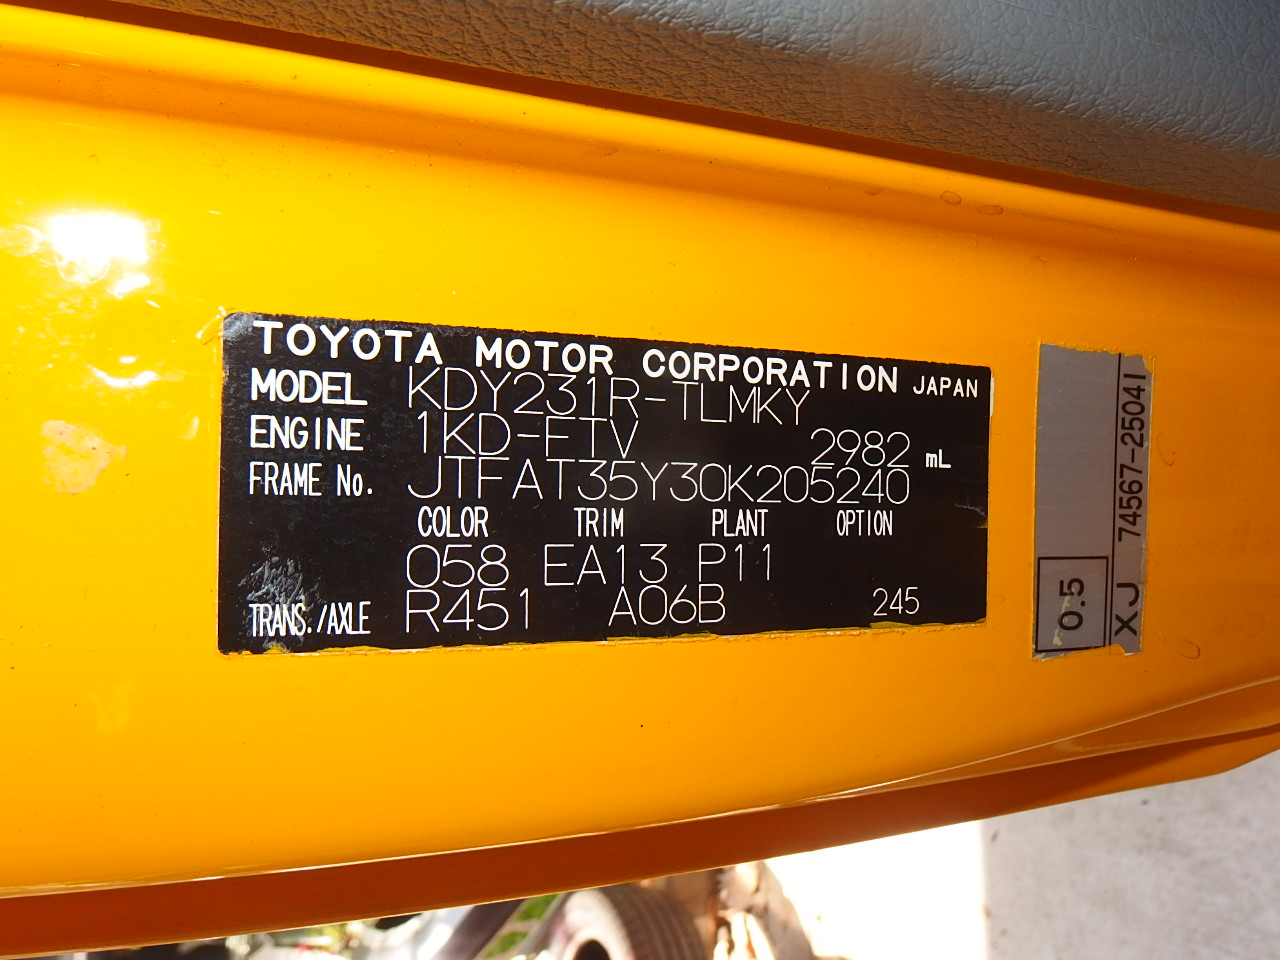 TOYOTA MOTOR CORPORATION JAPAN
MODEL KDY231R-TLMKY
ENGINE 1KD-FTV 2982 mL
FRAME No. JTFAT35Y30K205240
COLOR TRIM PLANT OPTION
058 EA13 P11
TRANS./AXLE R451 A06B 245
74567-25041
0.5
XJ